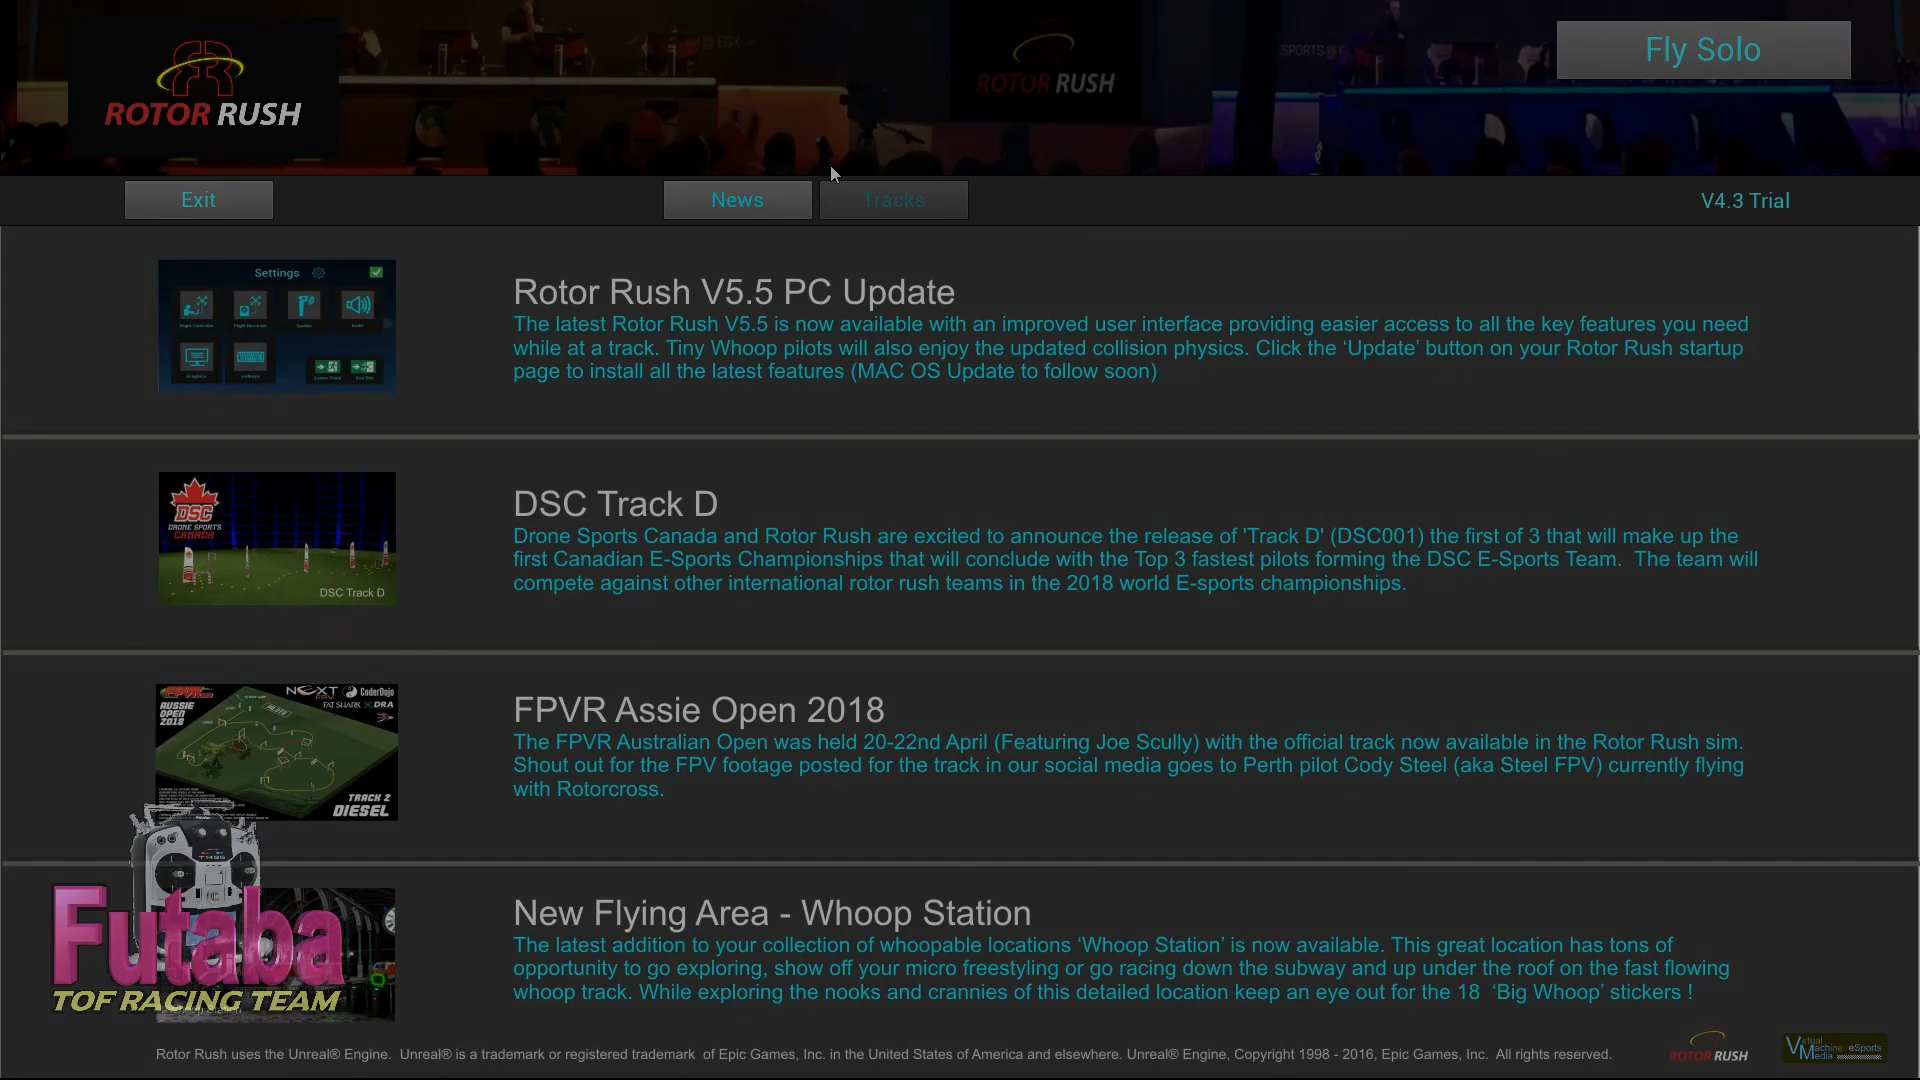 EGX
ROTOR RUSH
ROTOR RUSH
SPORTS
Fly Solo
Exit
News
Tracks
V4.3 Trial
Settings
Rotor Rush V5.5 PC Update
The latest Rotor Rush V5.5 is now available with an improved user interface providing easier access to all the key features you need
while at a track. Tiny Whoop pilots will also enjoy the updated collision physics. Click the ‘Update’ button on your Rotor Rush startup
page to install all the latest features (MAC OS Update to follow soon)
DSC
DRONE SPORTS
CANADA
DSC Track D
DSC Track D
Drone Sports Canada and Rotor Rush are excited to announce the release of 'Track D' (DSC001) the first of 3 that will make up the
first Canadian E-Sports Championships that will conclude with the Top 3 fastest pilots forming the DSC E-Sports Team.  The team will
compete against other international rotor rush teams in the 2018 world E-sports championships.
FPVR
AUSSIE
OPEN
2018
NEXT
FPV
CoderDojo
FAT SHARK
DRA
TRACK 2
DIESEL
FPVR Assie Open 2018
The FPVR Australian Open was held 20-22nd April (Featuring Joe Scully) with the official track now available in the Rotor Rush sim.
Shout out for the FPV footage posted for the track in our social media goes to Perth pilot Cody Steel (aka Steel FPV) currently flying
with Rotorcross.
Futaba
TOF RACING TEAM
New Flying Area - Whoop Station
The latest addition to your collection of whoopable locations ‘Whoop Station’ is now available. This great location has tons of
opportunity to go exploring, show off your micro freestyling or go racing down the subway and up under the roof on the fast flowing
whoop track. While exploring the nooks and crannies of this detailed location keep an eye out for the 18  ‘Big Whoop’ stickers !
Rotor Rush uses the Unreal® Engine.  Unreal® is a trademark or registered trademark  of Epic Games, Inc. in the United States of America and elsewhere. Unreal® Engine, Copyright 1998 - 2016, Epic Games, Inc.  All rights reserved.
ROTOR RUSH
Virtual
Machine eSports
Media